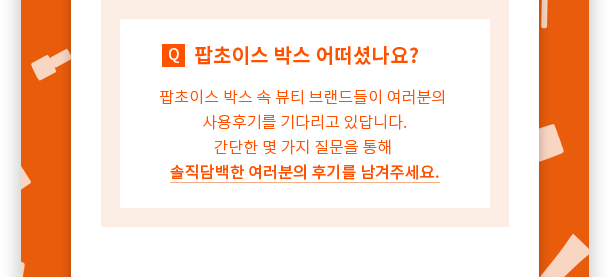 Q 팝초이스 박스 어떠셨나요?
팝초이스 박스 속 뷰티 브랜드들이 여러분의
사용후기를 기다리고 있답니다.
간단한 몇 가지 질문을 통해
솔직담백한 여러분의 후기를 남겨주세요.